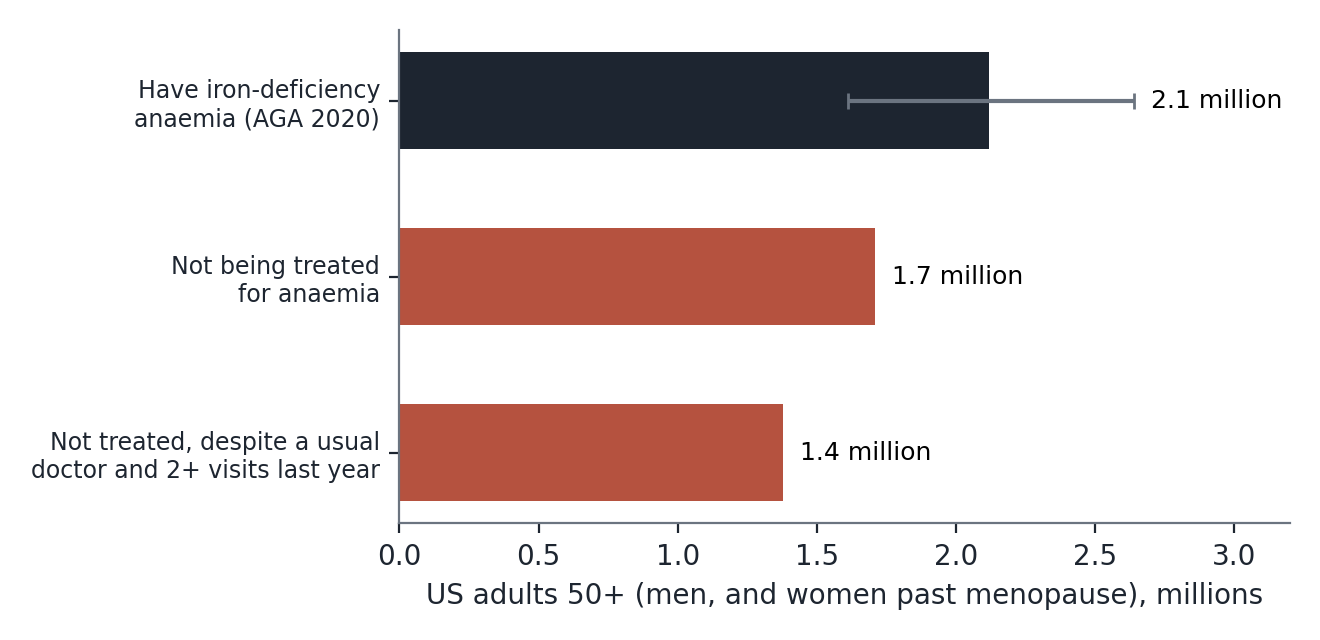 Have iron-deficiency
anaemia (AGA 2020)
2.1 million
Not being treated
for anaemia
1.7 million
Not treated, despite a usual
doctor and 2+ visits last year
1.4 million
0.0 0.5 1.0 1.5 2.0 2.5 3.0
US adults 50+ (men, and women past menopause), millions